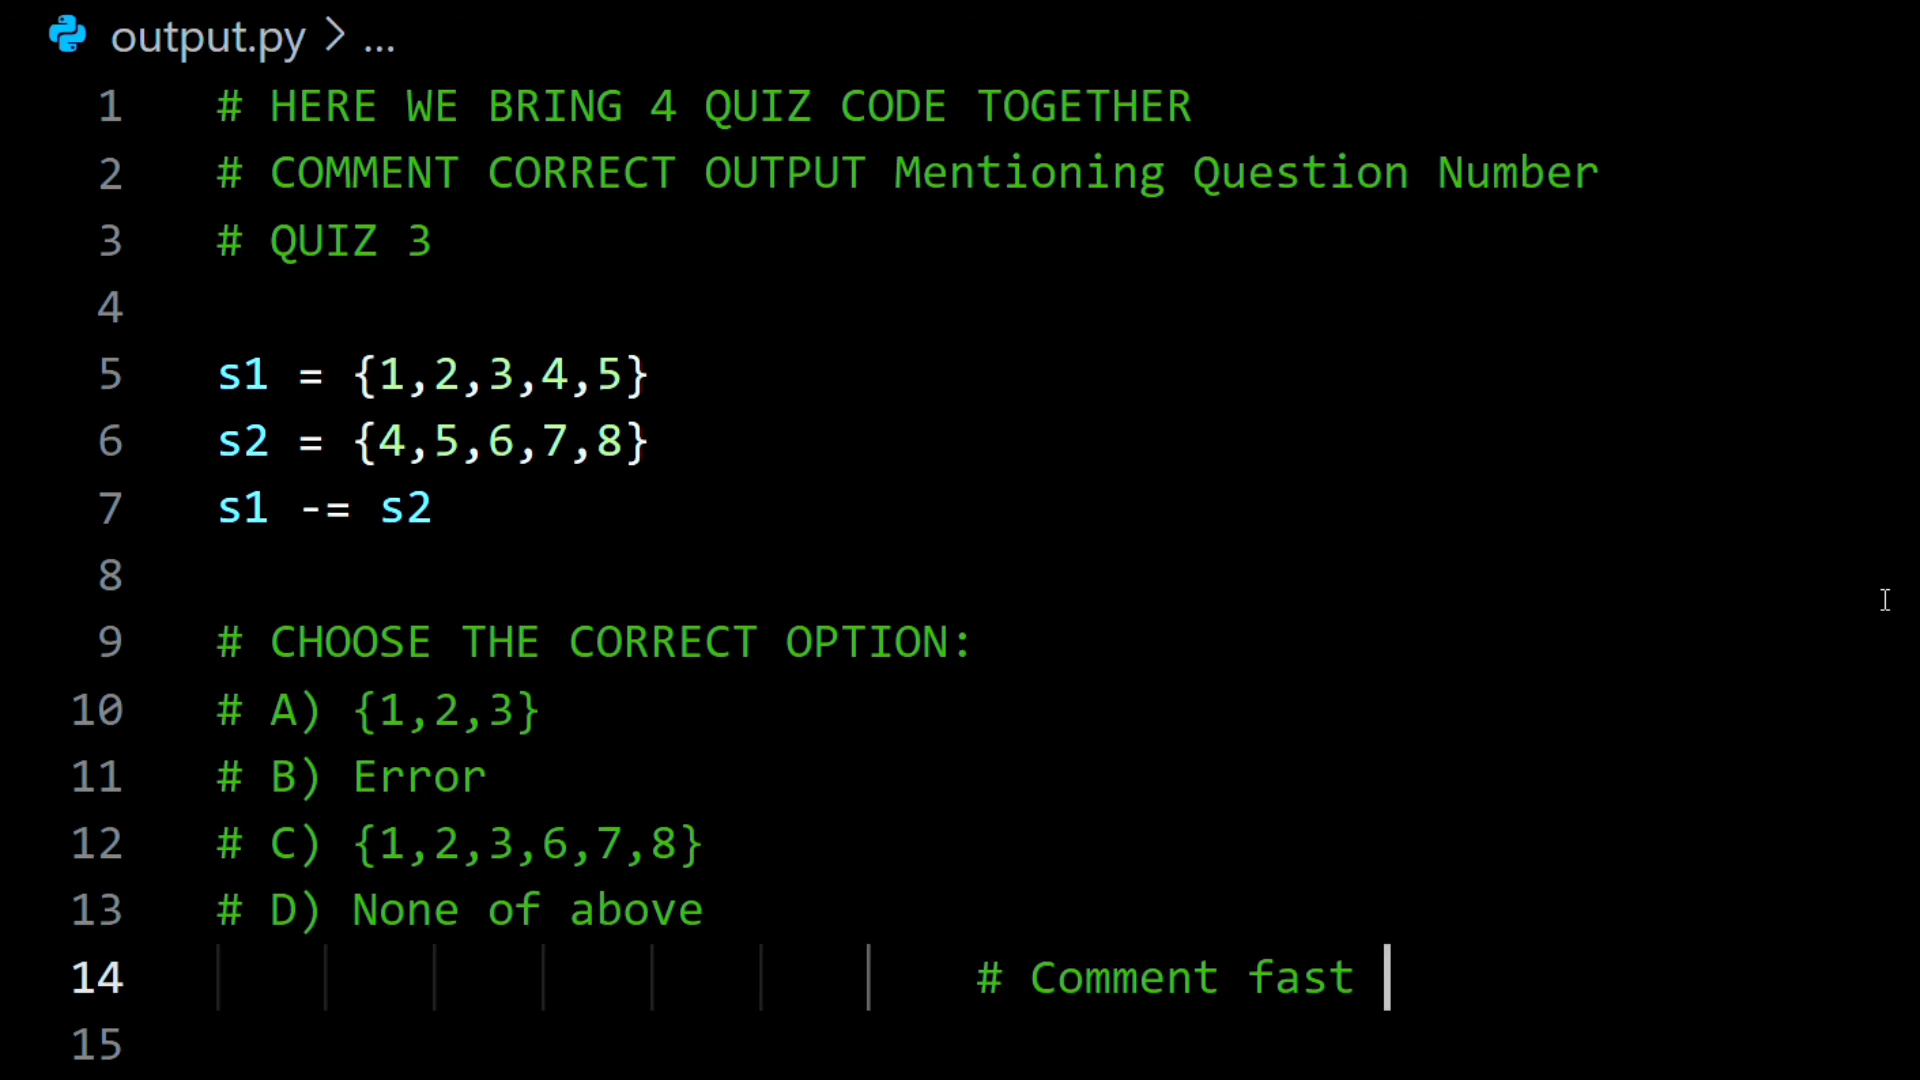 output.py > ...
1 # HERE WE BRING 4 QUIZ CODE TOGETHER
2 # COMMENT CORRECT OUTPUT Mentioning Question Number
3 # QUIZ 3
4
5 s1 = {1,2,3,4,5}
6 s2 = {4,5,6,7,8}
7 s1 -= s2
8
9 # CHOOSE THE CORRECT OPTION:
10 # A) {1,2,3}
11 # B) Error
12 # C) {1,2,3,6,7,8}
13 # D) None of above
14 # Comment fast
15